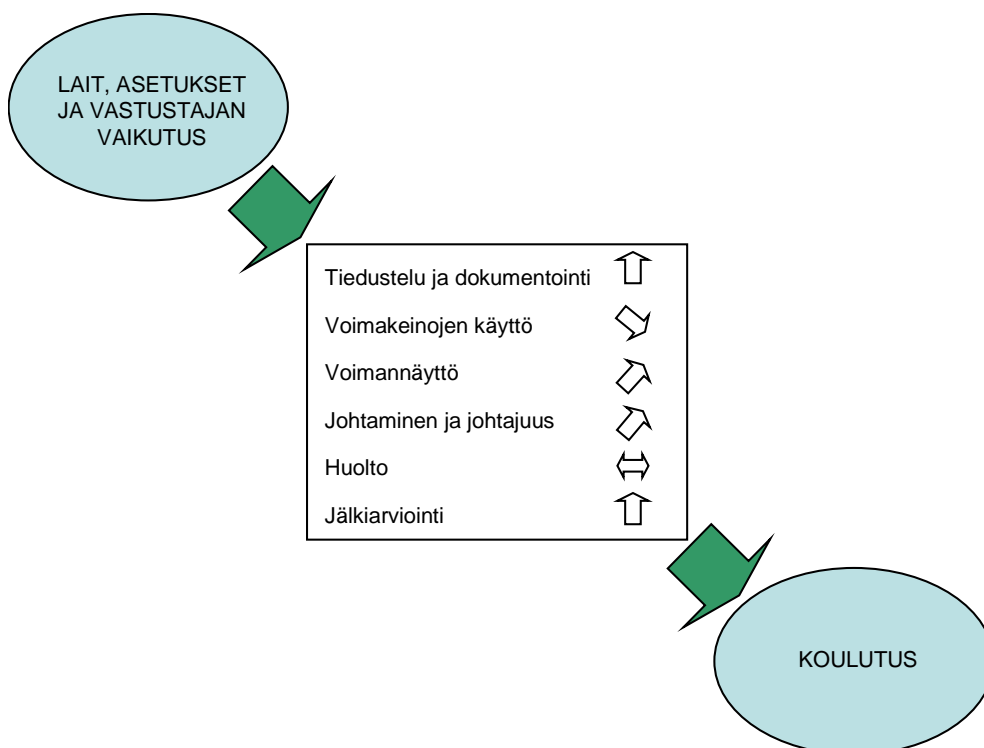 LAIT, ASETUKSET
JA VASTUSTAJAN
VAIKUTUS
Tiedustelu ja dokumentointi
Voimakeinojen käyttö
Voimannäyttö
Johtaminen ja johtajuus
Huolto
Jälkiarviointi
KOULUTUS